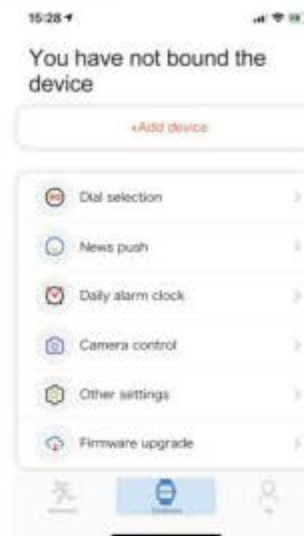 15:28
You have not bound the
device
+Add device
Dial selection
News push
Daily alarm clock
Camera control
Other settings
Firmware upgrade